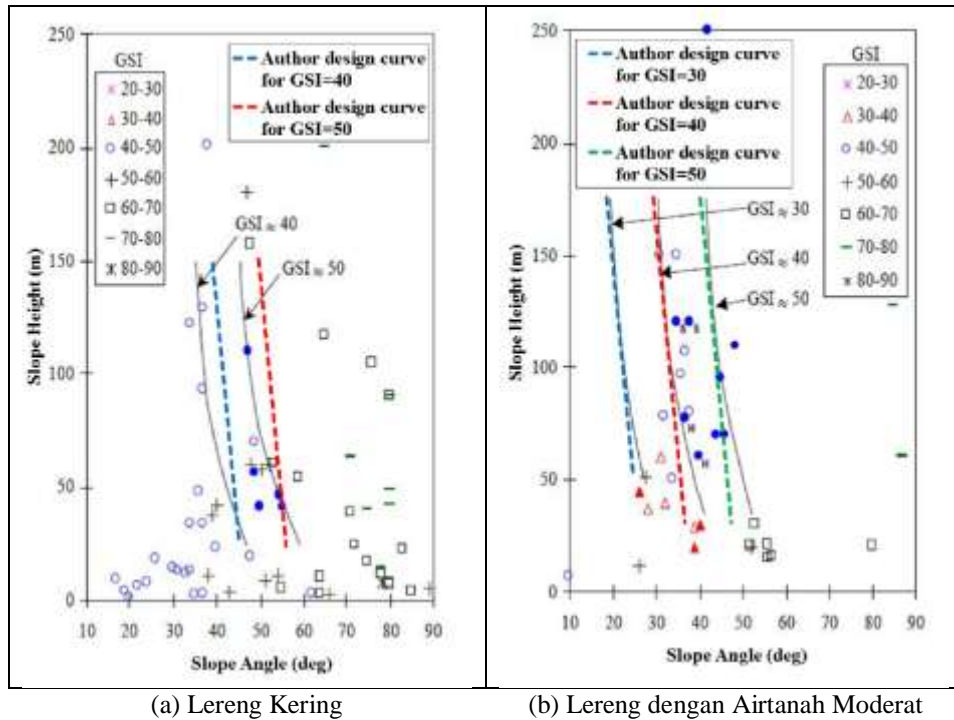 250
200
150
100
50
0
Slope Height (m)
10 20 30 40 50 60 70 80 90
Slope Angle (deg)
GSI
20-30
30-40
40-50
50-60
60-70
70-80
80-90
Author design curve
for GSI=40
Author design curve
for GSI=50
GSI ≈ 40
GSI ≈ 50
(a) Lereng Kering
250
200
150
100
50
0
Slope Height (m)
10 20 30 40 50 60 70 80 90
Slope Angle (deg)
Author design curve
for GSI=30
Author design curve
for GSI=40
Author design curve
for GSI=50
GSI
20-30
30-40
40-50
50-60
60-70
70-80
80-90
GSI ≈ 30
GSI ≈ 40
GSI ≈ 50
(b) Lereng dengan Airtanah Moderat